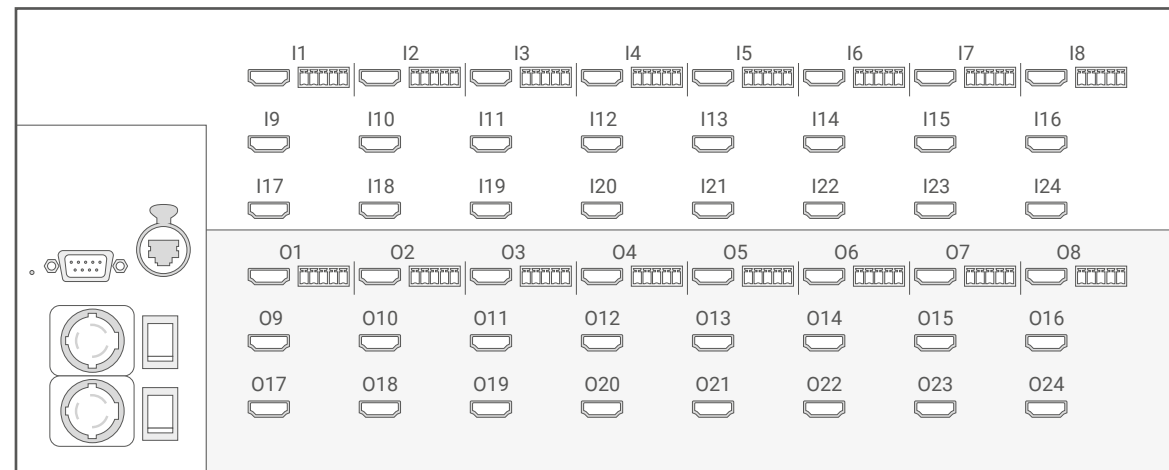 I1 I2 I3 I4 I5 I6 I7 I8
I9 I10 I11 I12 I13 I14 I15 I16
I17 I18 I19 I20 I21 I22 I23 I24
O1 O2 O3 O4 O5 O6 O7 O8
O9 O10 O11 O12 O13 O14 O15 O16
O17 O18 O19 O20 O21 O22 O23 O24